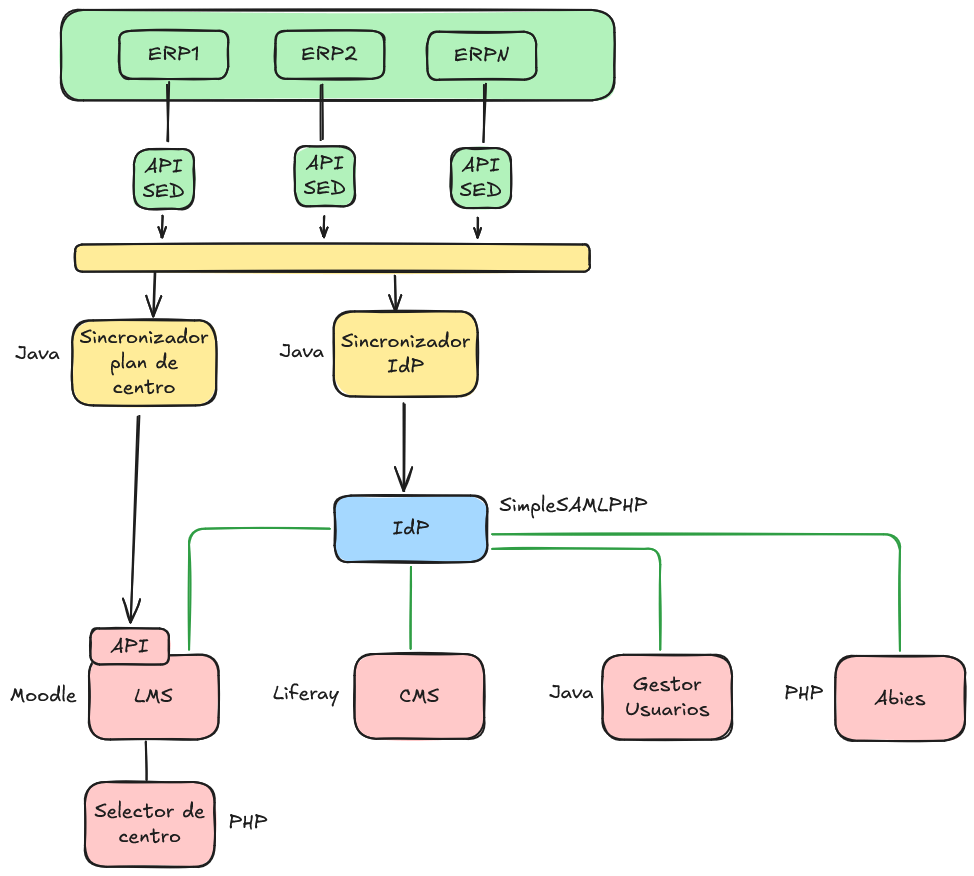 ERP1
ERP2
ERPN
API
SED
API
SED
API
SED
Java
Sincronizador
plan de
centro
Java
Sincronizador
IdP
IdP
SimpleSAMLPHP
API
Moodle
LMS
Liferay
CMS
Java
Gestor
Usuarios
PHP
Abies
Selector de
centro
PHP